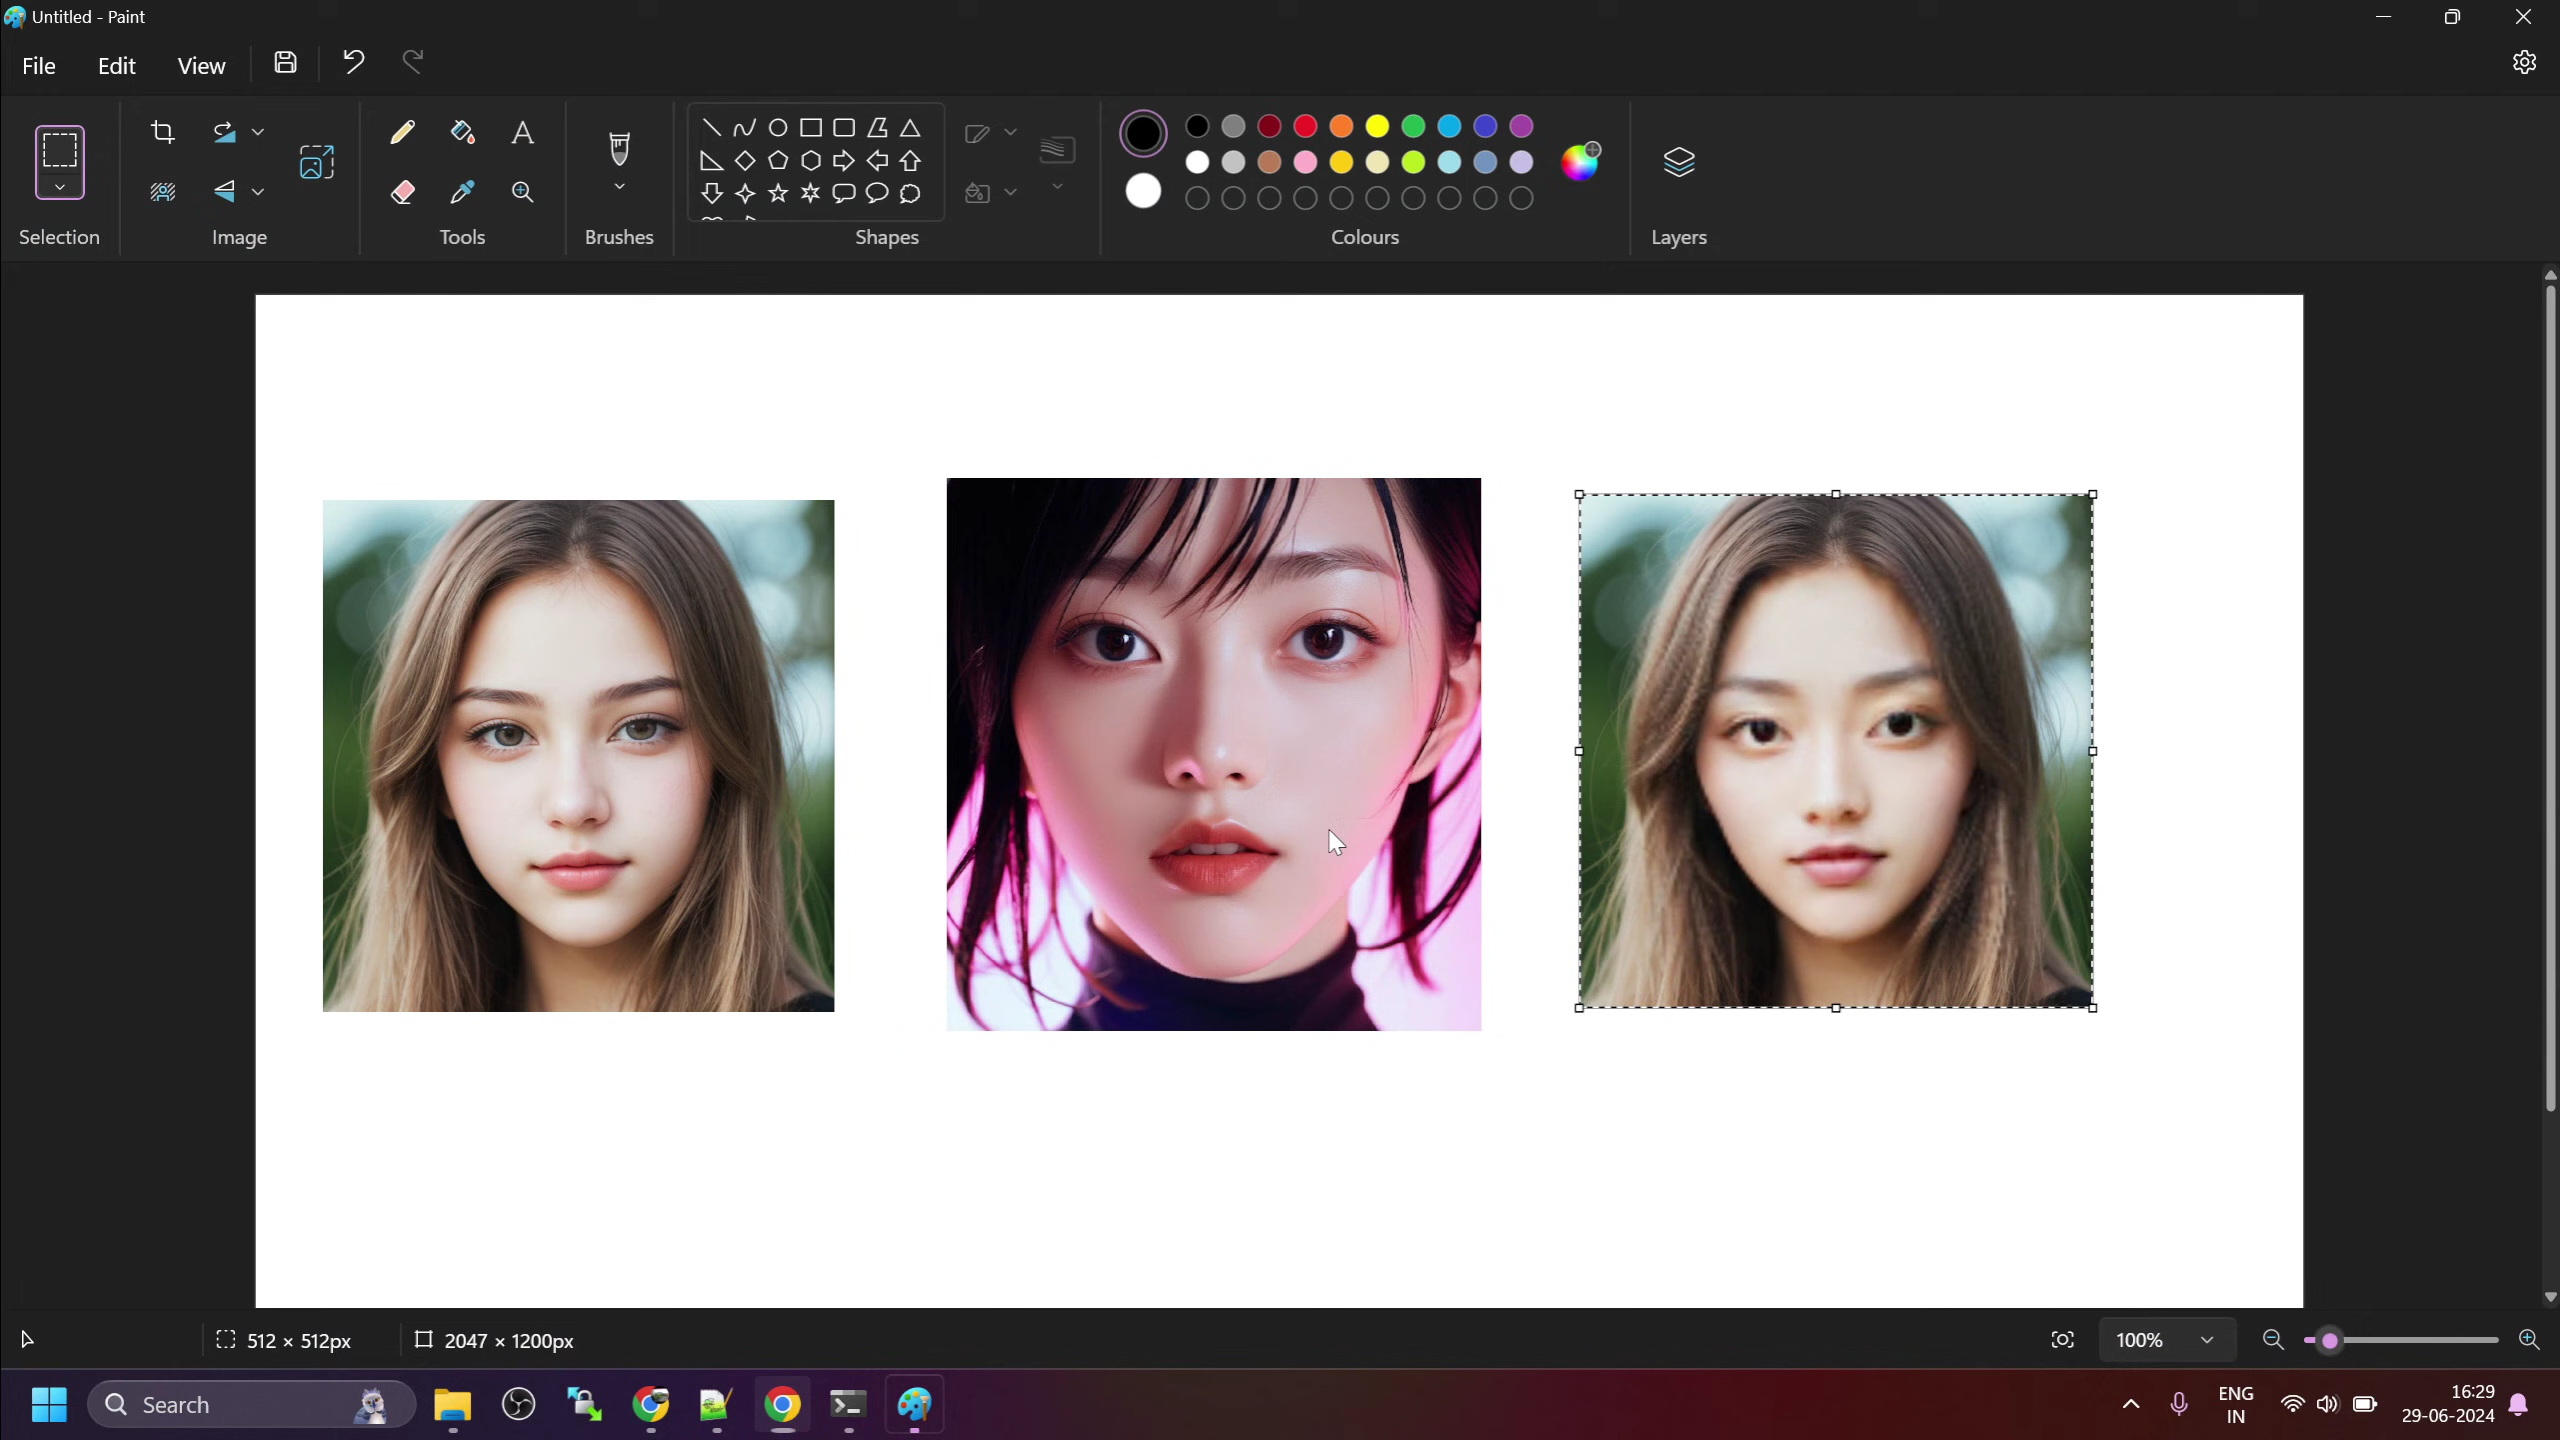 Untitled - Paint
File Edit View
Selection Image Tools Brushes Shapes Colours Layers
512 × 512px 2047 × 1200px 100%
Search ENG 16:29
IN 29-06-2024